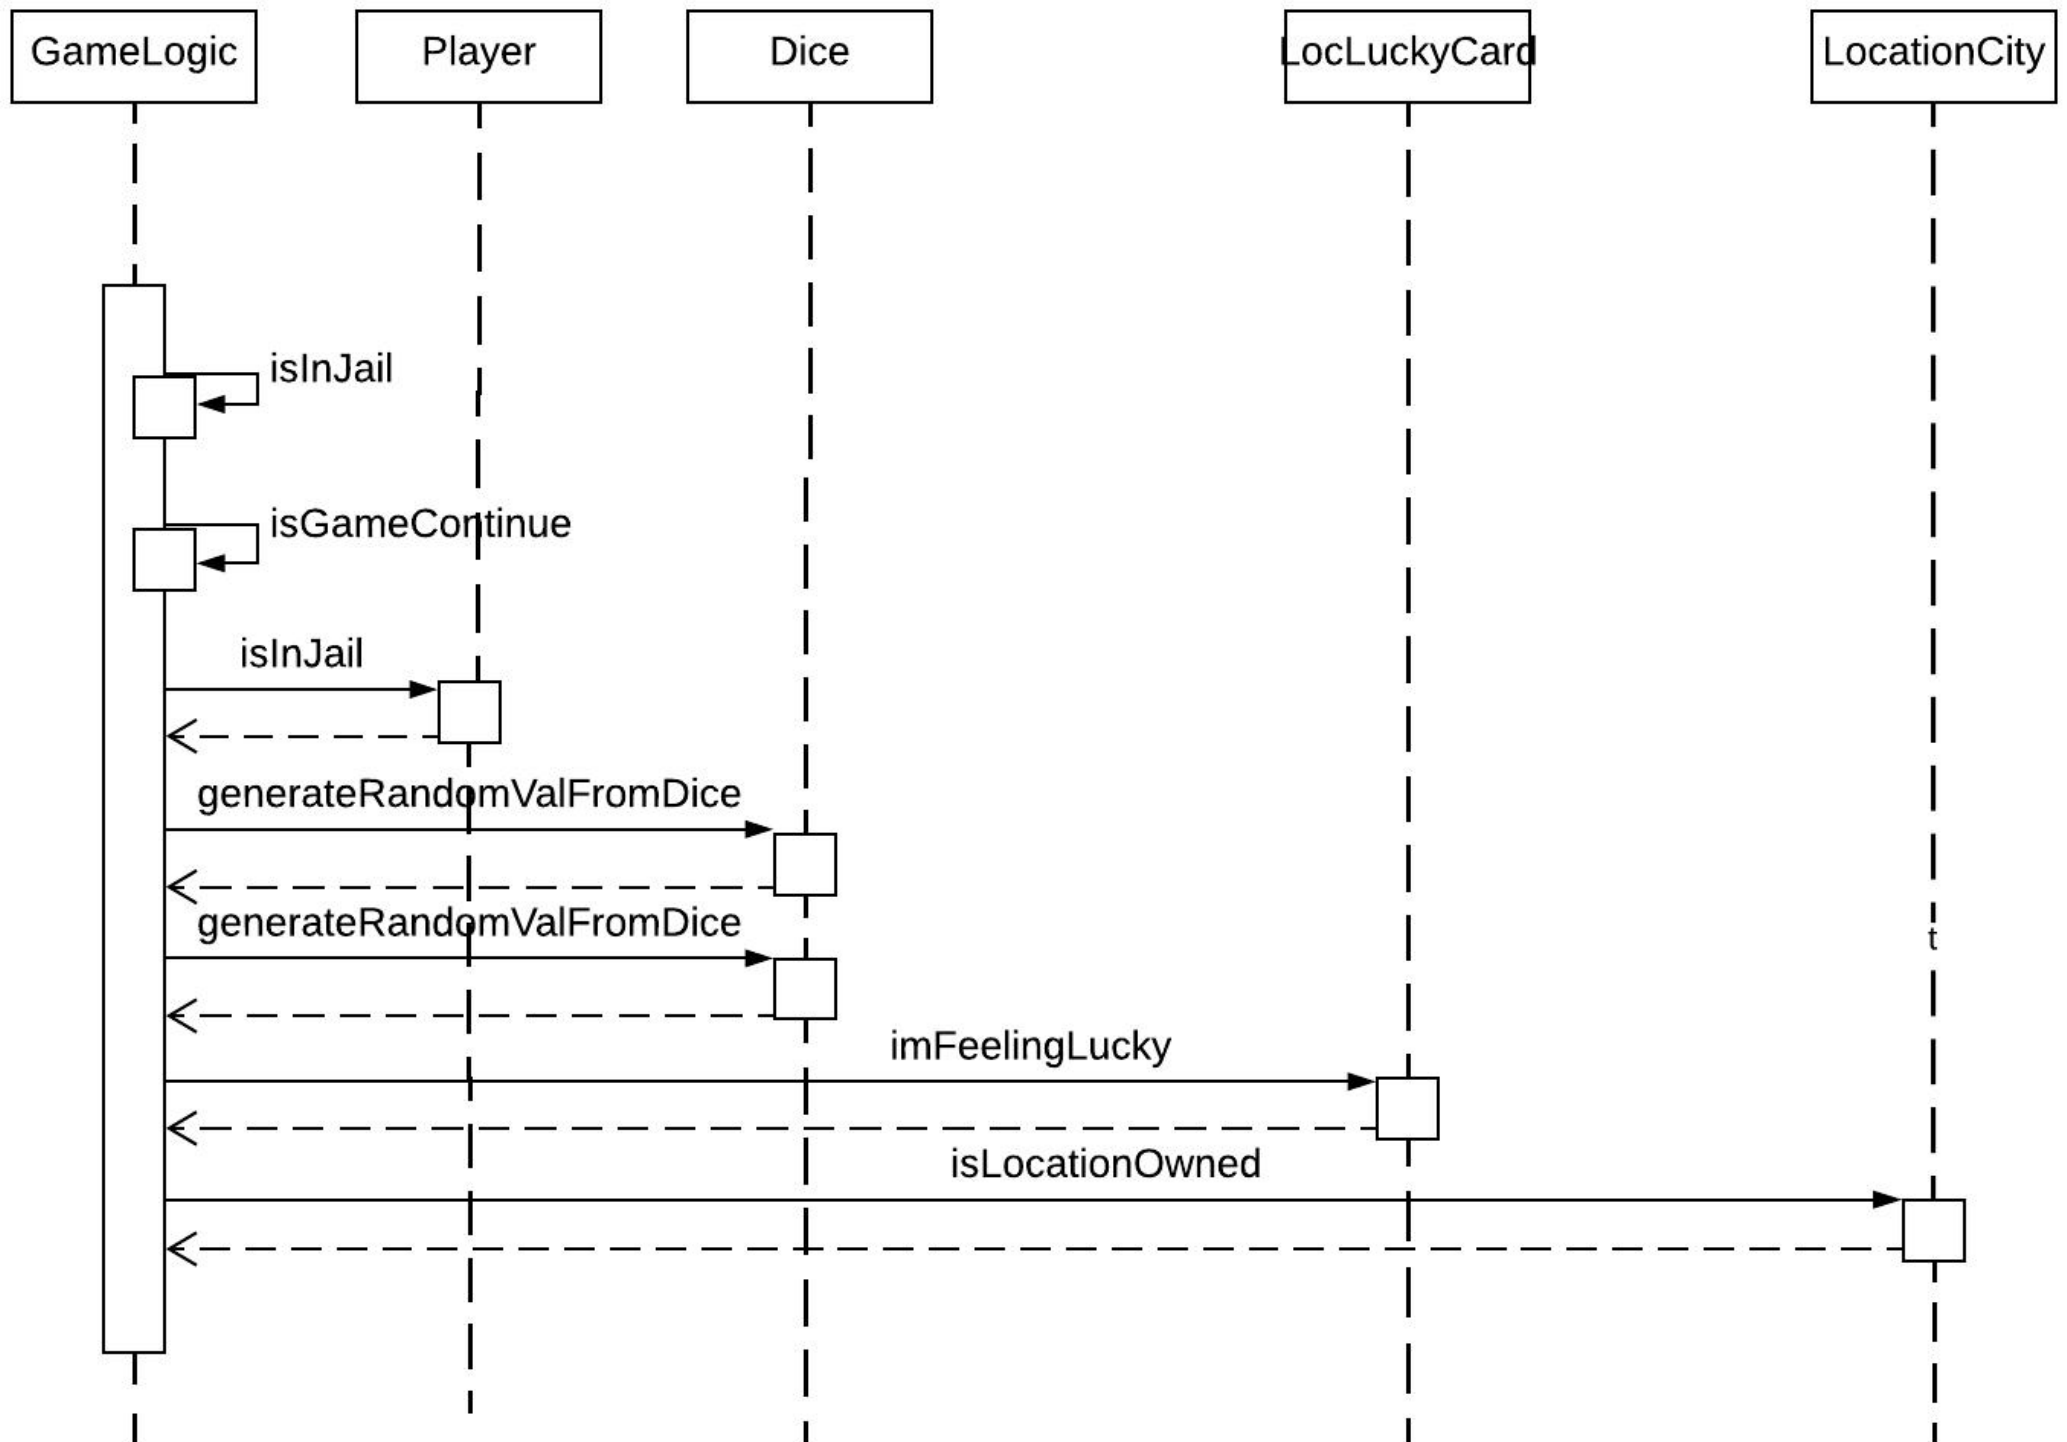 GameLogic
Player
Dice
LocLuckyCard
LocationCity
isInJail
isGameContinue
isInJail
generateRandomValFromDice
generateRandomValFromDice
t
imFeelingLucky
isLocationOwned